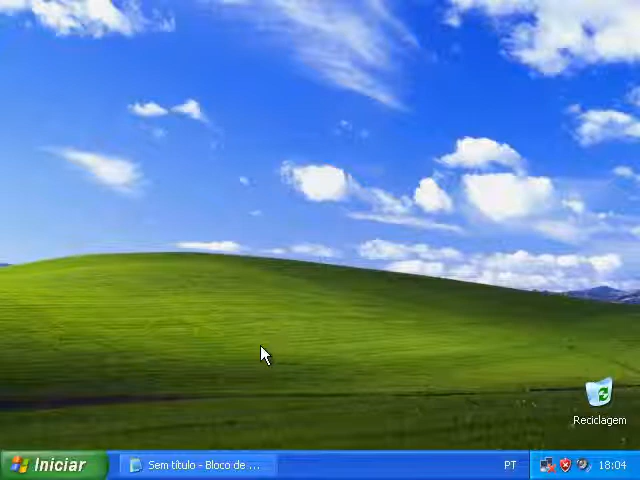 Reciclagem
Iniciar
Sem título - Bloco de ...
PT
18:04